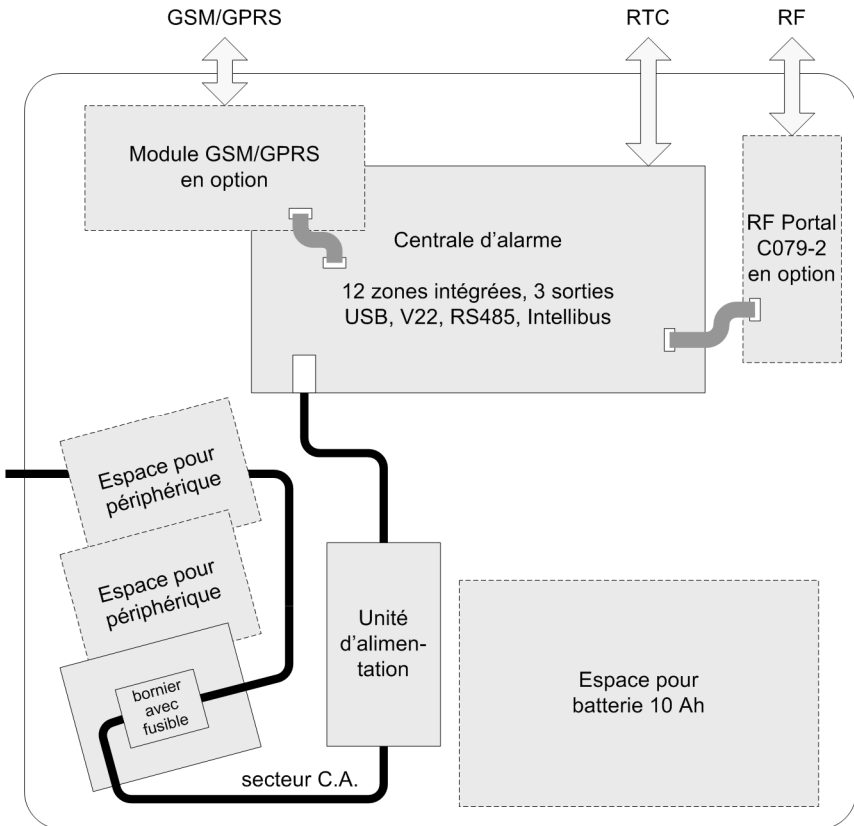 GSM/GPRS
RTC
RF
Module GSM/GPRS
en option
Centrale d'alarme
12 zones intégrées, 3 sorties
USB, V22, RS485, Intellibus
RF Portal
C079-2
en option
Espace pour
périphérique
Espace pour
périphérique
bornier
avec
fusible
Unité
d'alimen-
tation
Espace pour
batterie 10 Ah
secteur C.A.